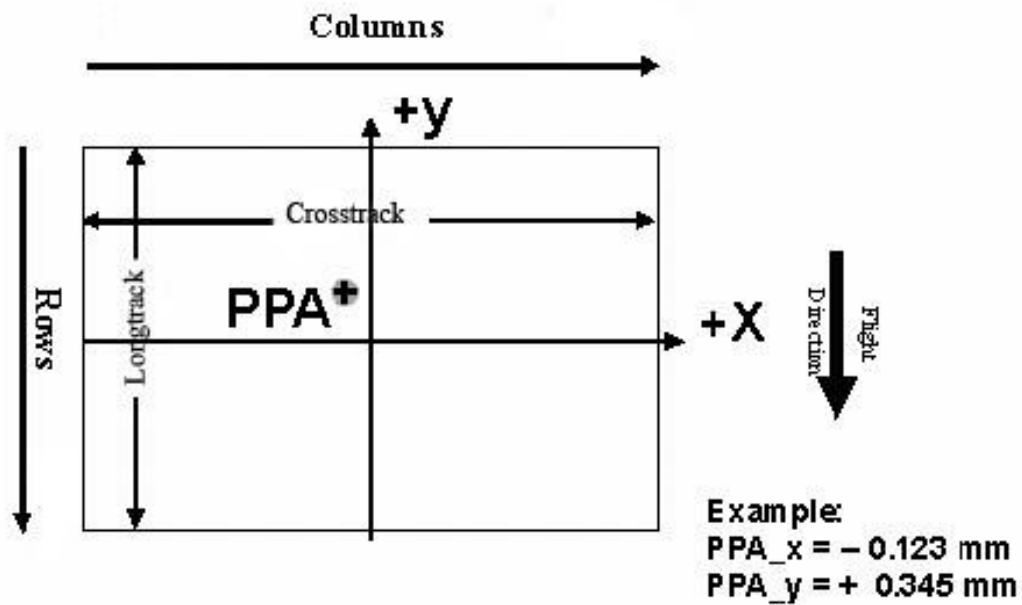 Columns
+y
Crosstrack
Longtrack
Rows
PPA
+X
Flight
Direction
Example:
PPA_x = – 0.123 mm
PPA_y = + 0.345 mm